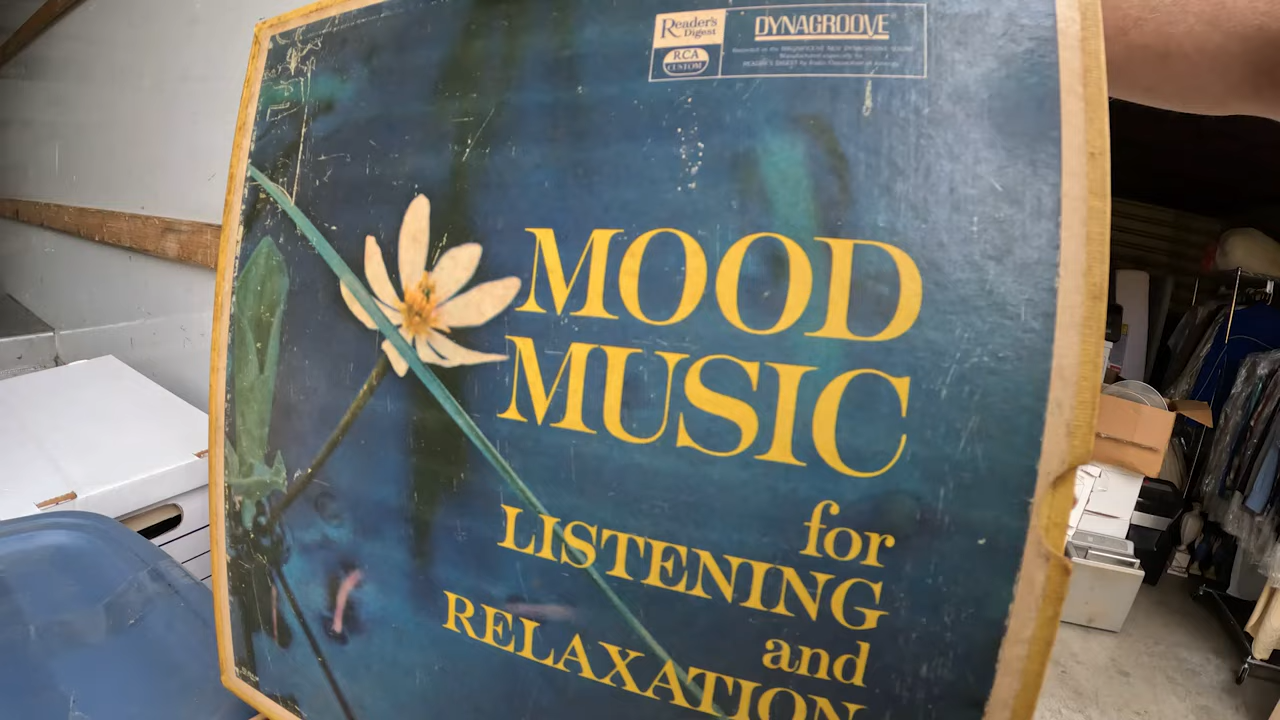 Reader's
Digest
RCA
CUSTOM
DYNAGROOVE
MOOD
MUSIC
for
LISTENING
and
RELAXATION